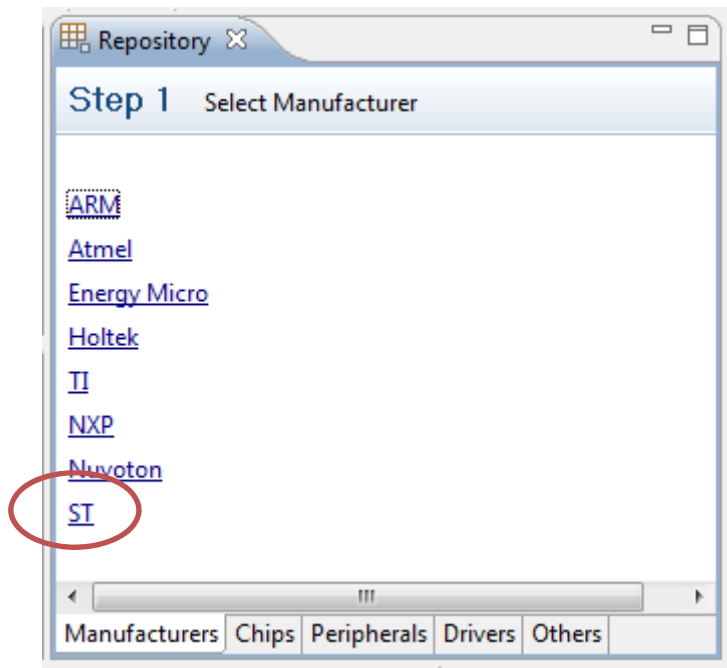 Repository
Step 1 Select Manufacturer
ARM
Atmel
Energy Micro
Holtek
TI
NXP
Nuvoton
ST
Manufacturers Chips Peripherals Drivers Others